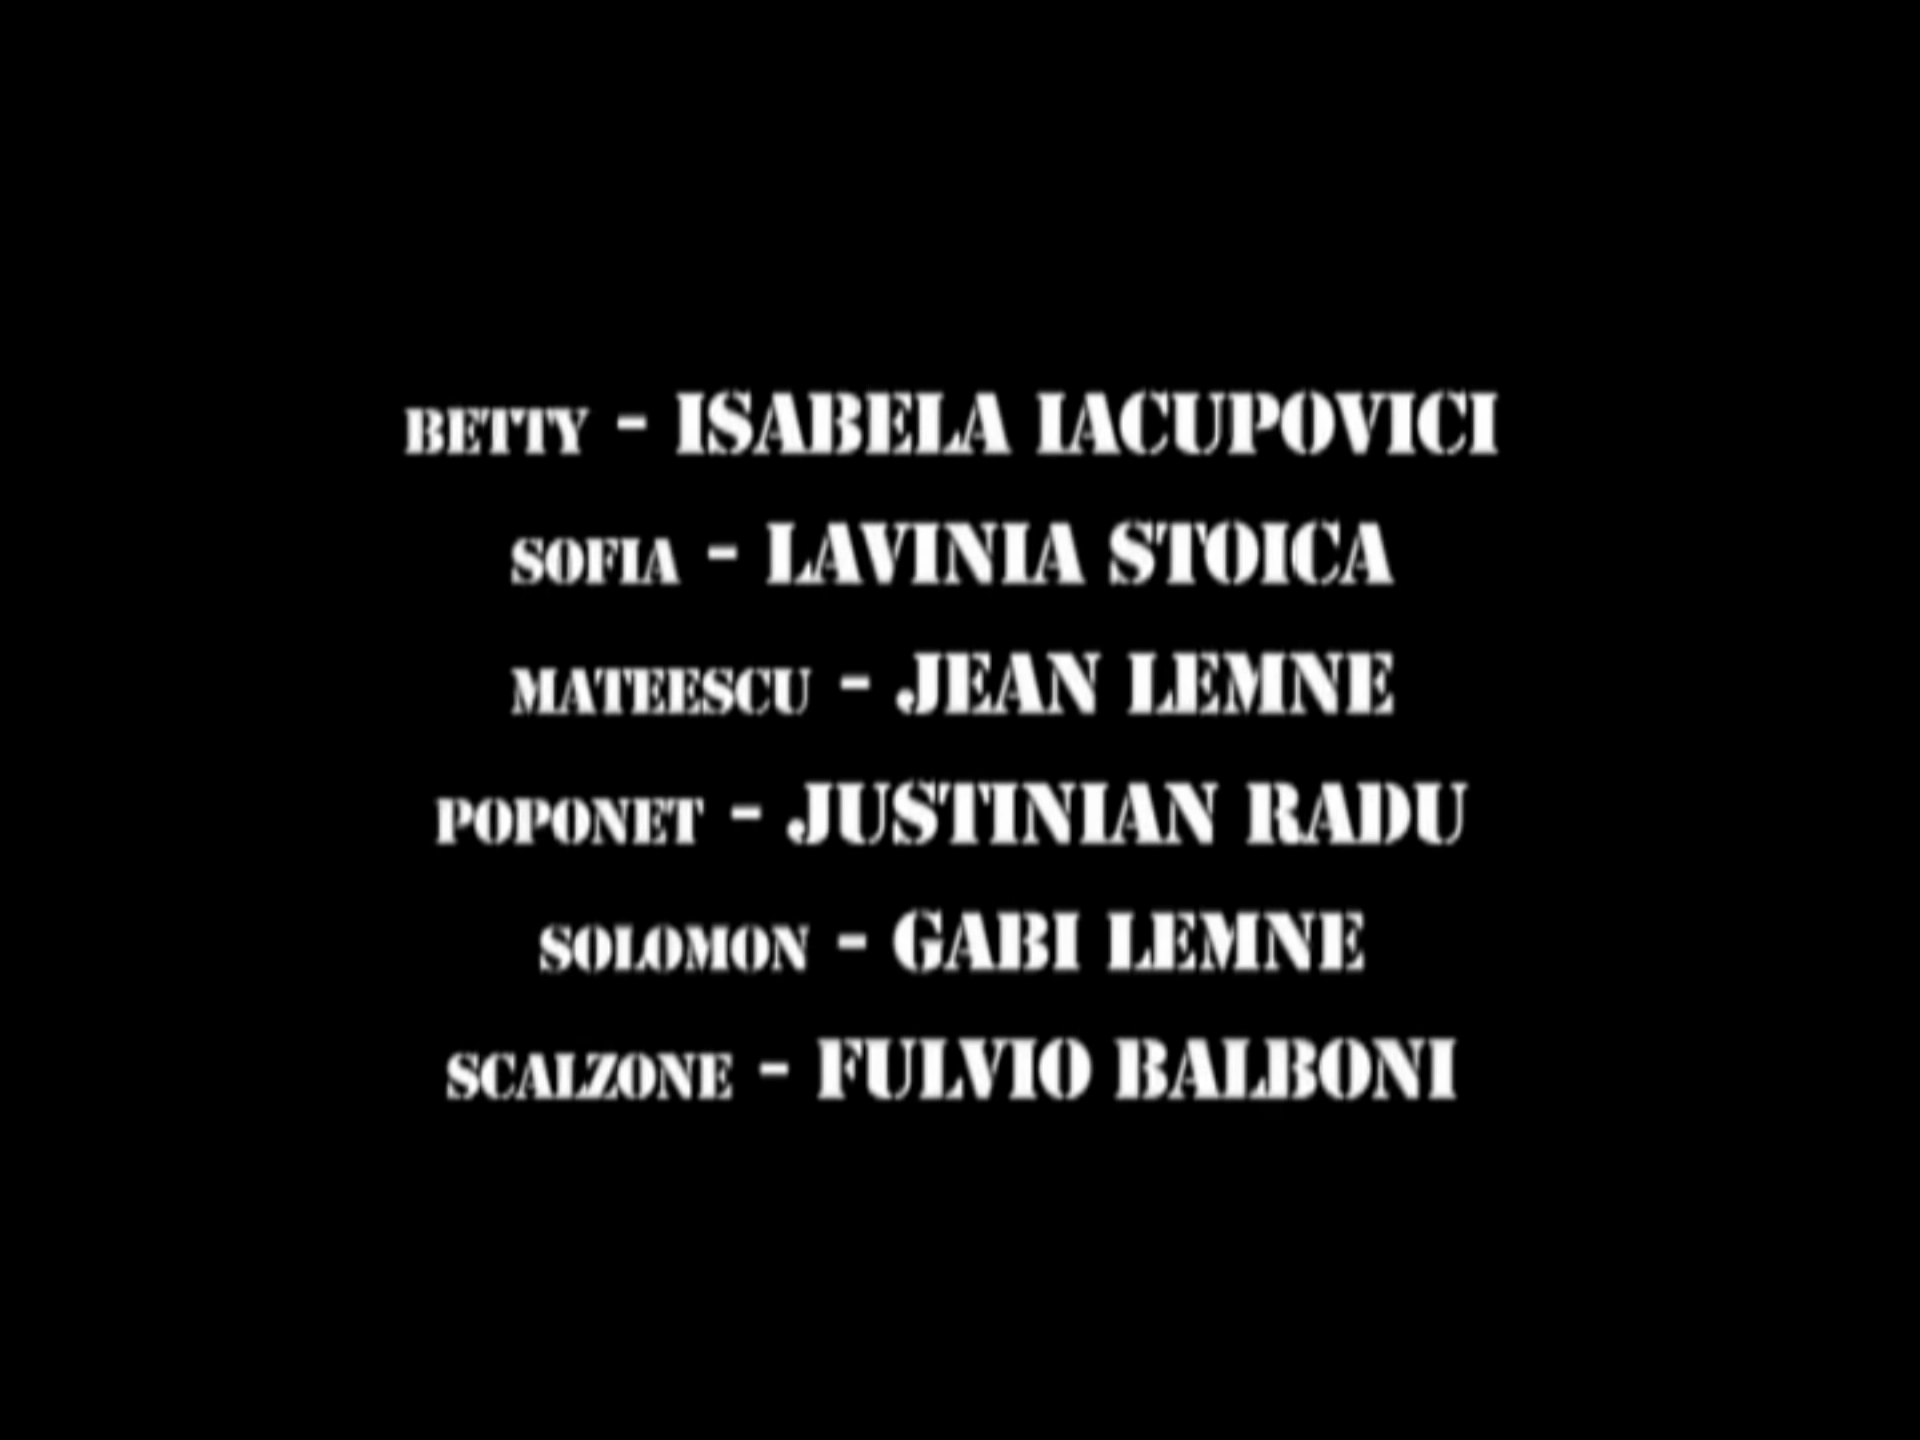 BETTY - ISABELA IACUPOVICI
SOFIA - LAVINIA STOICA
MATEESCU - JEAN LEMNE
POPONET - JUSTINIAN RADU
SOLOMON - GABI LEMNE
SCALZONE - FULVIO BALBONI